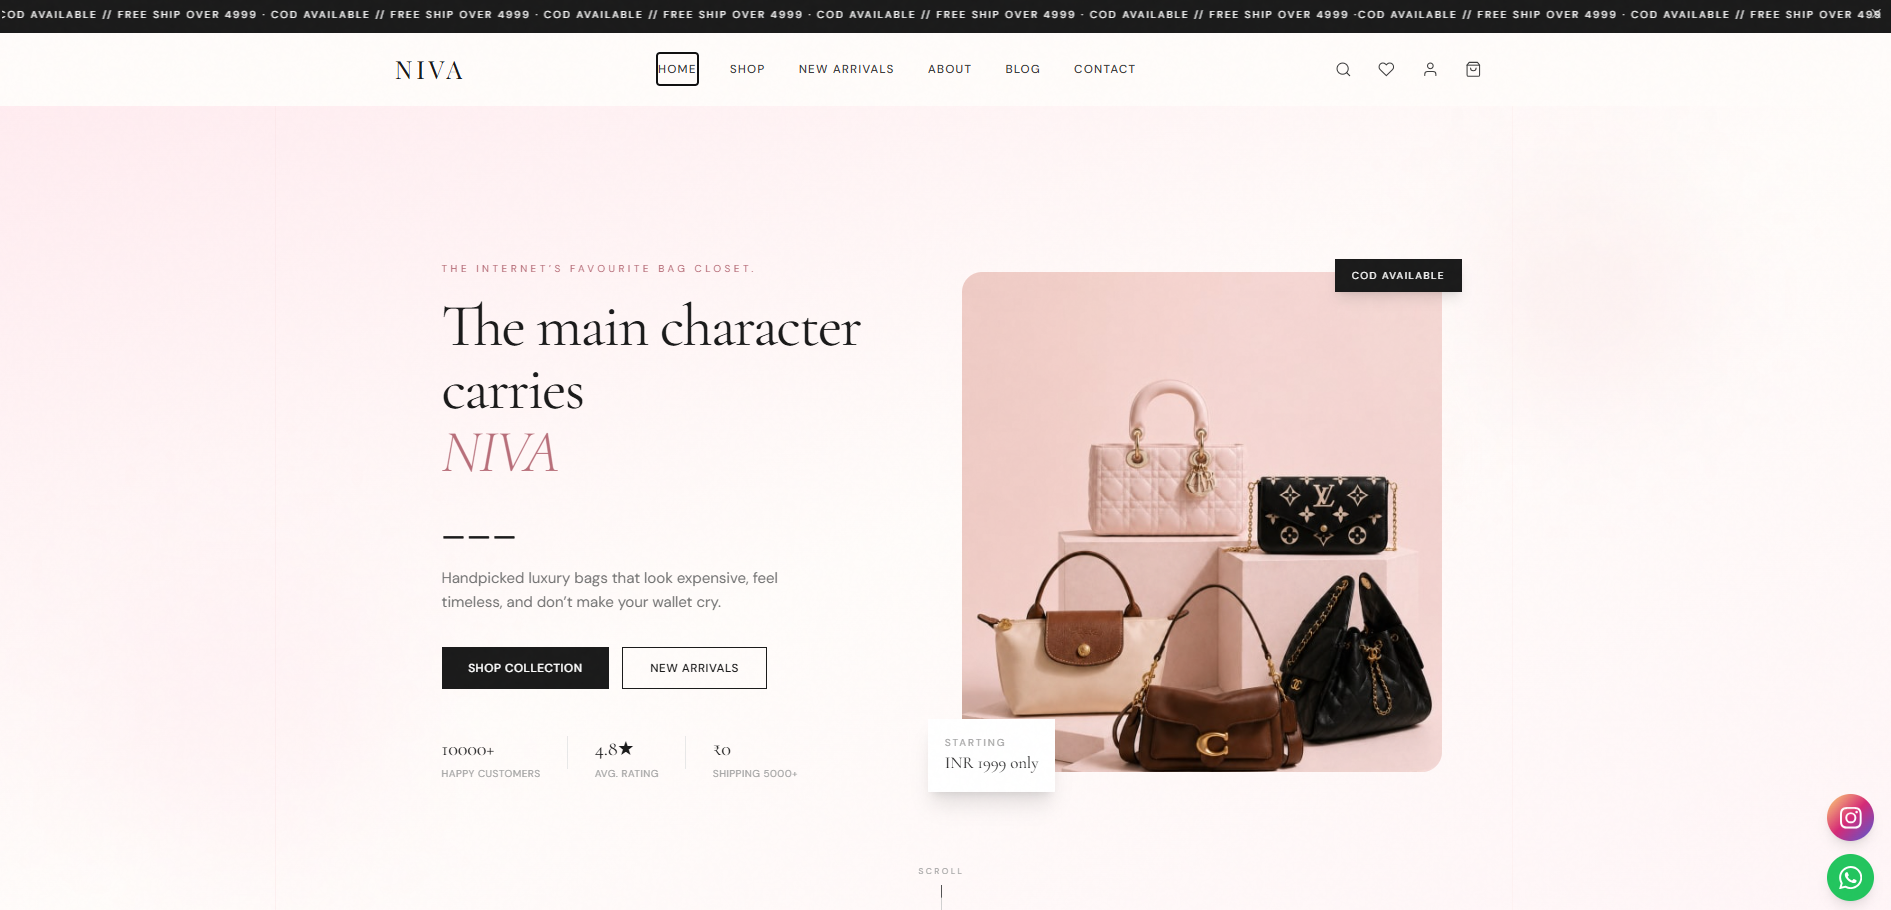 COD AVAILABLE // FREE SHIP OVER 4999 · COD AVAILABLE // FREE SHIP OVER 4999 · COD AVAILABLE // FREE SHIP OVER 4999 · COD AVAILABLE // FREE SHIP OVER 4999 · COD AVAILABLE // FREE SHIP OVER 4999 ·COD AVAILABLE // FREE SHIP OVER 4999 · COD AVAILABLE // FREE SHIP OVER
NIVA HOME SHOP NEW ARRIVALS ABOUT BLOG CONTACT
THE INTERNET'S FAVOURITE BAG CLOSET.
The main character
carries
NIVA
———
Handpicked luxury bags that look expensive, feel
timeless, and don't make your wallet cry.
SHOP COLLECTION NEW ARRIVALS
10000+ 4.8★ ₹0
HAPPY CUSTOMERS AVG. RATING SHIPPING 5000+
COD AVAILABLE
LV
C
STARTING
INR 1999 only
SCROLL